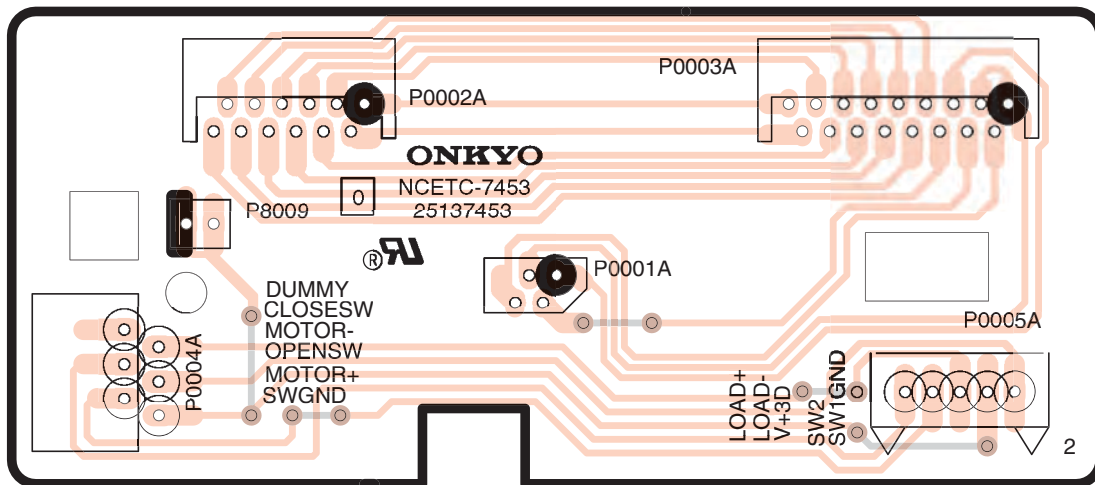 P0003A
P0002A
ONKYO
NCETC-7453
25137453
0
P8009
®
P0001A
DUMMY
CLOSESW
MOTOR-
OPENSW
MOTOR+
SWGND
P0004A
P0005A
LOAD+
LOAD-
V+3D
SW2
SW1
GND
2